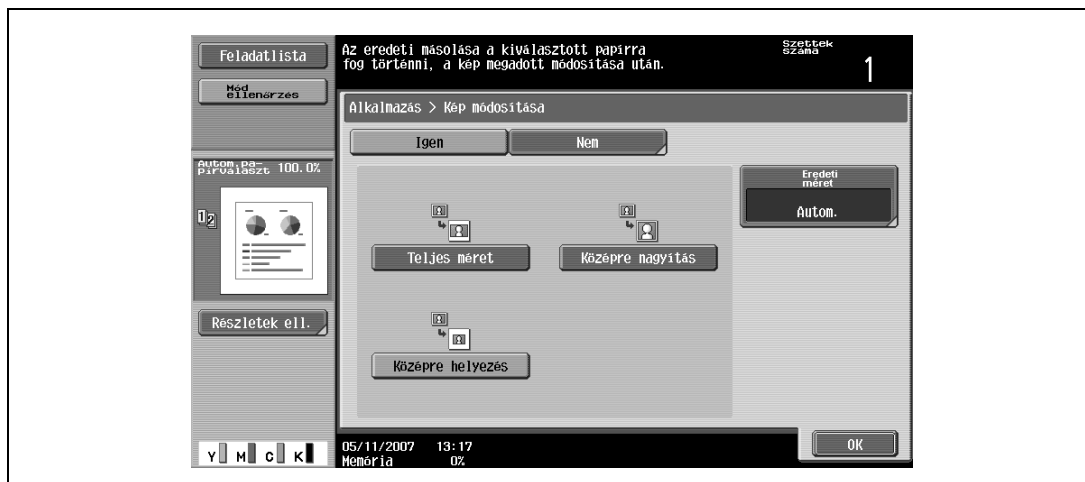 Feladatlista
Az eredeti másolása a kiválasztott papírra
fog történni, a kép megadott módosítása után.
Szettek
száma
1
Mód
ellenőrzés
Alkalmazás > Kép módosítása
Igen
Nem
Autom.pa-
pírválaszt 100.0%
Eredeti
méret
Autom.
12
Teljes méret
Középre nagyítás
Részletek ell.
Középre helyezés
Y M C K
05/11/2007 13:17
Memória 0%
OK